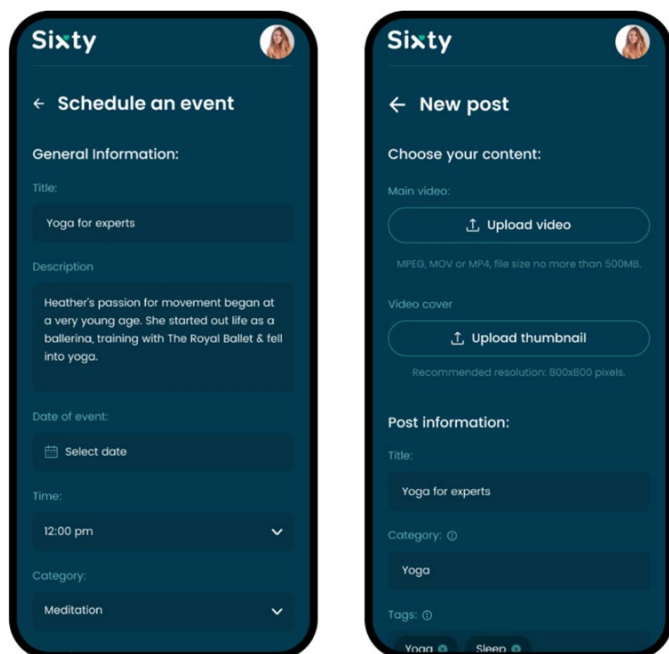 Sixty
Schedule an event
General Information:
Title:
Yoga for experts
Description
Heather's passion for movement began at
a very young age. She started out life as a
ballerina, training with The Royal Ballet & fell
into yoga.
Date of event:
Select date
Time:
12:00 pm
Category:
Meditation
Sixty
New post
Choose your content:
Main video:
Upload video
MPEG, MOV or MP4, file size no more than 500MB.
Video cover
Upload thumbnail
Recommended resolution: 800x800 pixels.
Post information:
Title:
Yoga for experts
Category:
Yoga
Tags:
Yoga Sleep